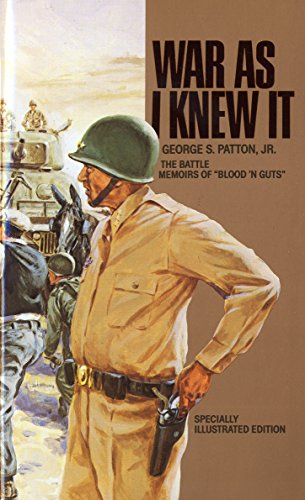 WAR AS
I KNEW IT
GEORGE S. PATTON, JR.
THE BATTLE
MEMOIRS OF "BLOOD 'N GUTS"
SPECIALLY
ILLUSTRATED EDITION